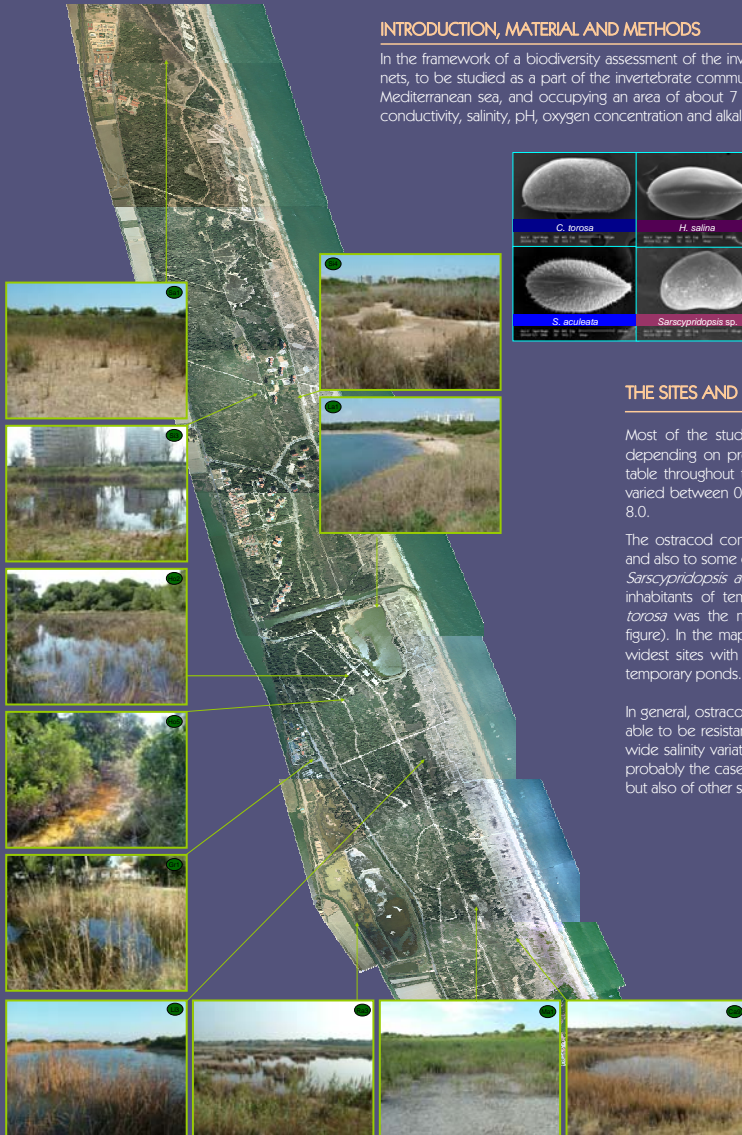 INTRODUCTION, MATERIAL AND METHODS
In the framework of a biodiversity assessment of the inv
nets, to be studied as a part of the invertebrate commu
Mediterranean sea, and occupying an area of about 7
conductivity, salinity, pH, oxygen concentration and alkal
C. torosa
H. salina
S. aculeata
Sarscypridopsis sp.
THE SITES AND
Most of the stud
depending on pr
table throughout
varied between 0
8.0.
The ostracod con
and also to some
Sarscypridopsis a
inhabitants of tem
torosa was the m
figure). In the map
widest sites with
temporary ponds.
In general, ostraco
able to be resistan
wide salinity variat
probably the case
but also of other s